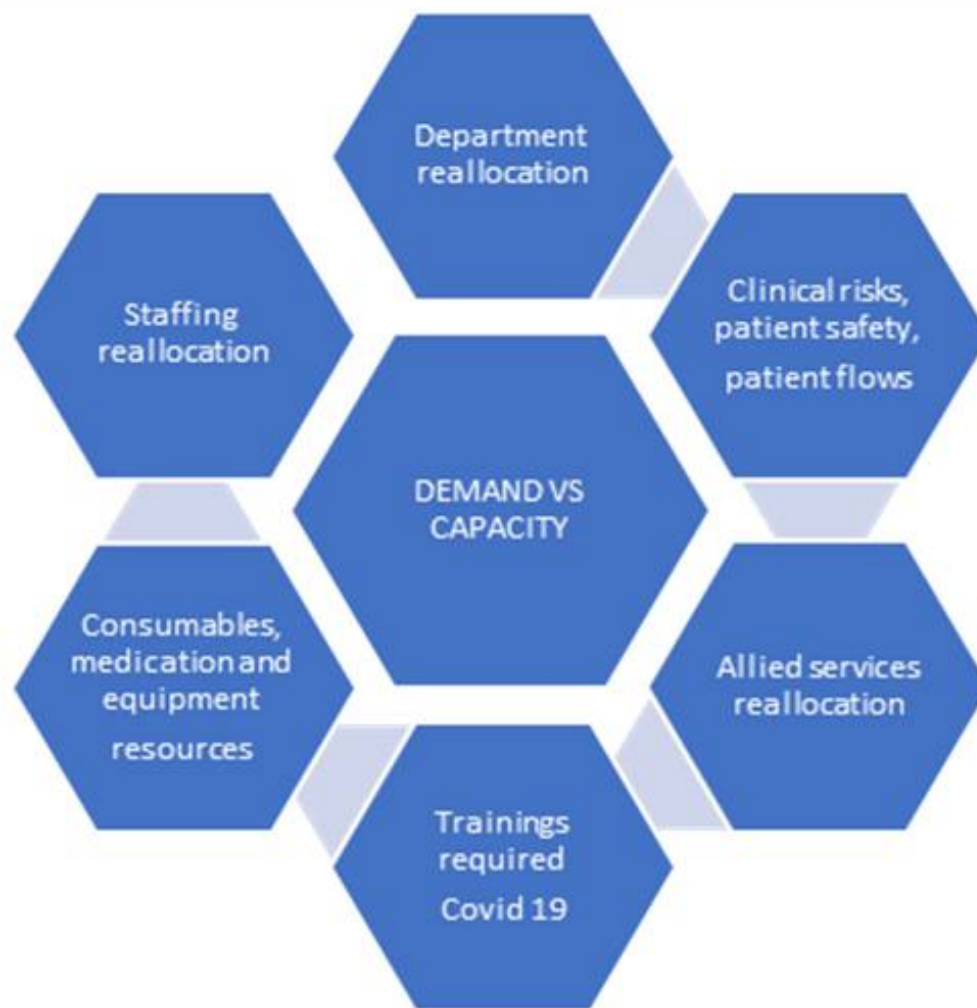 Department
reallocation
Clinical risks,
patient safety,
patient flows
Staffing
reallocation
DEMAND VS
CAPACITY
Consumables,
medication and
equipment
resources
Allied services
reallocation
Trainings
required
Covid 19